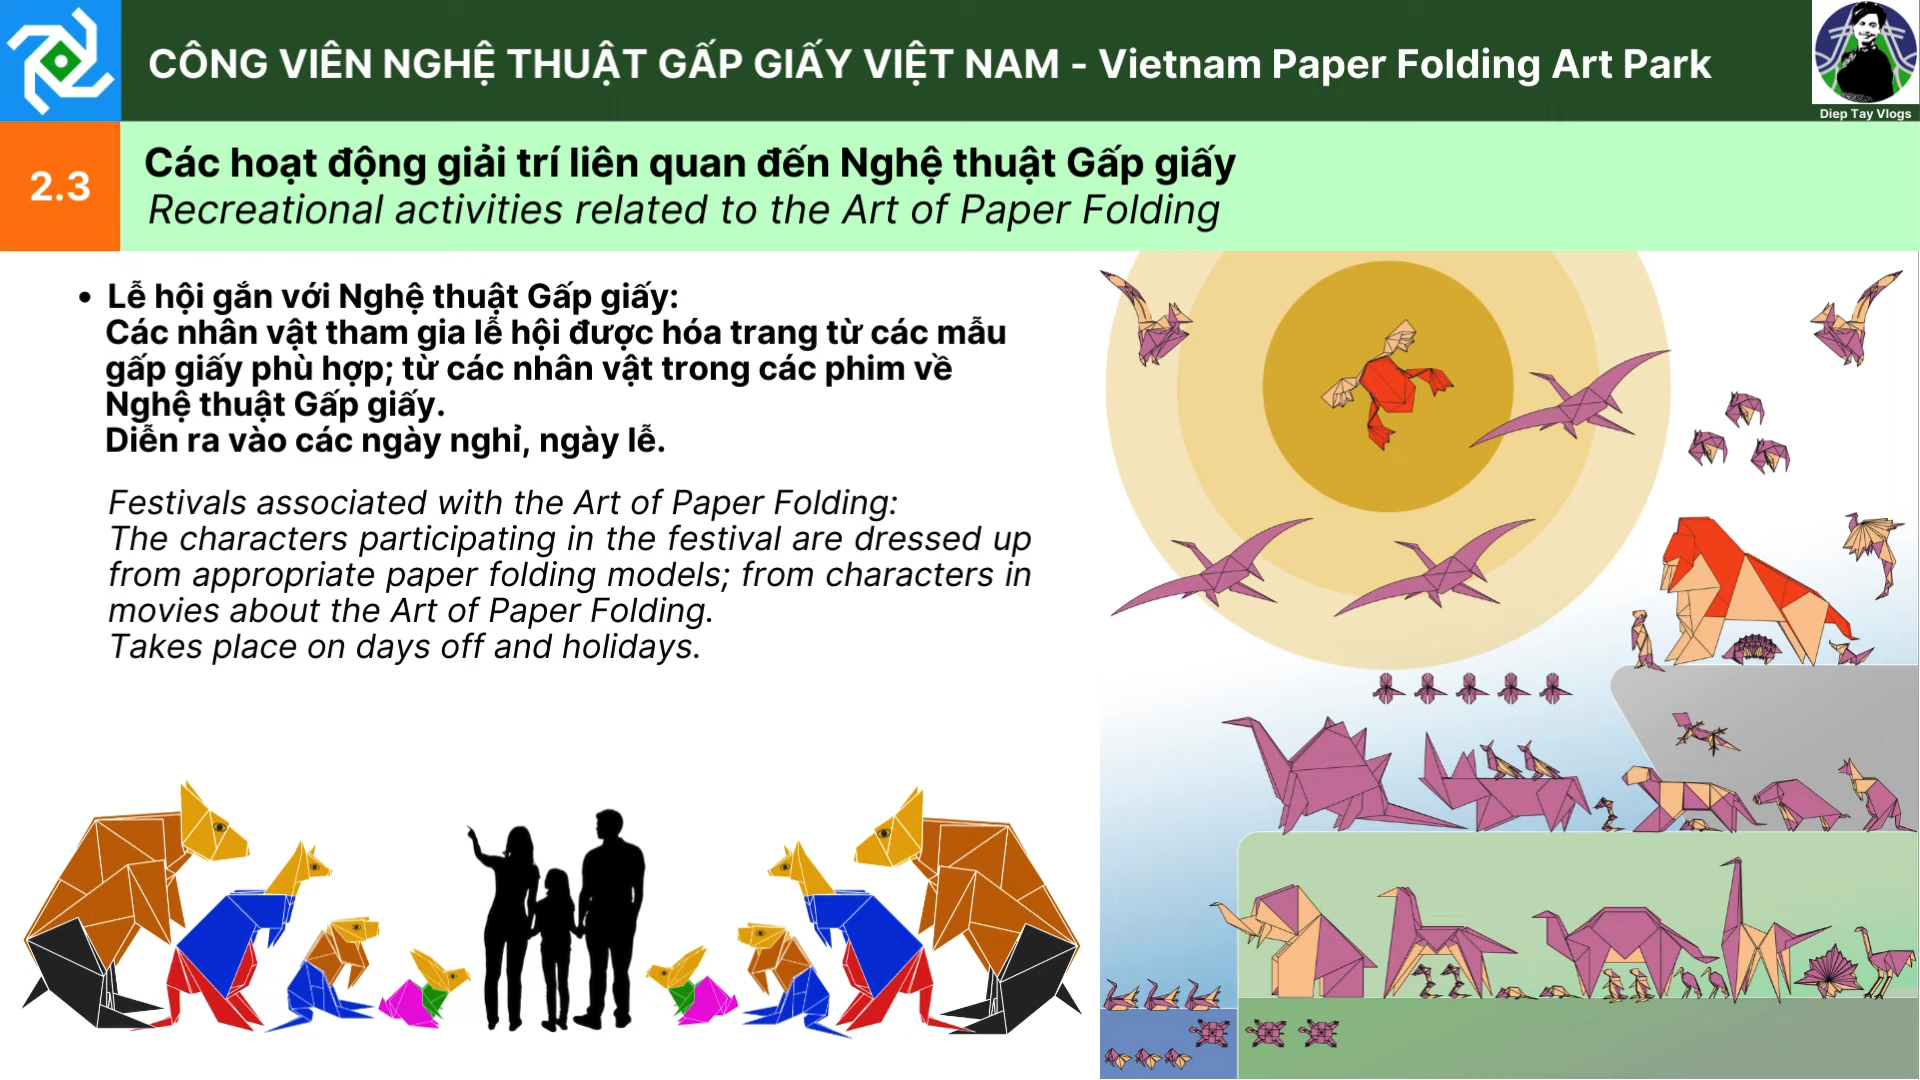 CÔNG VIÊN NGHỆ THUẬT GẤP GIẤY VIỆT NAM - Vietnam Paper Folding Art Park
Diep Tay Vlogs
2.3
Các hoạt động giải trí liên quan đến Nghệ thuật Gấp giấy
Recreational activities related to the Art of Paper Folding
• Lễ hội gắn với Nghệ thuật Gấp giấy:
Các nhân vật tham gia lễ hội được hóa trang từ các mẫu
gấp giấy phù hợp; từ các nhân vật trong các phim về
Nghệ thuật Gấp giấy.
Diễn ra vào các ngày nghỉ, ngày lễ.
Festivals associated with the Art of Paper Folding:
The characters participating in the festival are dressed up
from appropriate paper folding models; from characters in
movies about the Art of Paper Folding.
Takes place on days off and holidays.